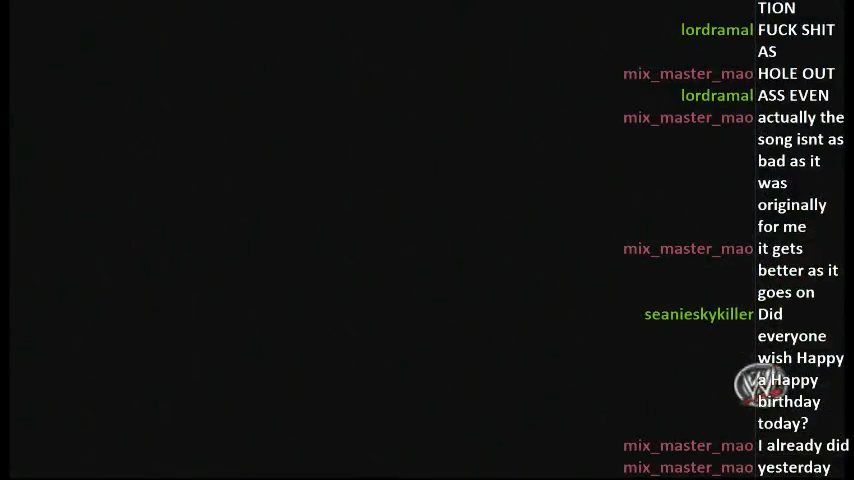 TION
lordramal FUCK SHIT
AS
mix_master_mao HOLE OUT
lordramal ASS EVEN
mix_master_mao actually the
song isnt as
bad as it
was
originally
for me
mix_master_mao it gets
better as it
goes on
seanieskykiller Did
everyone
wish Happy
a Happy
birthday
today?
mix_master_mao I already did
mix_master_mao yesterday